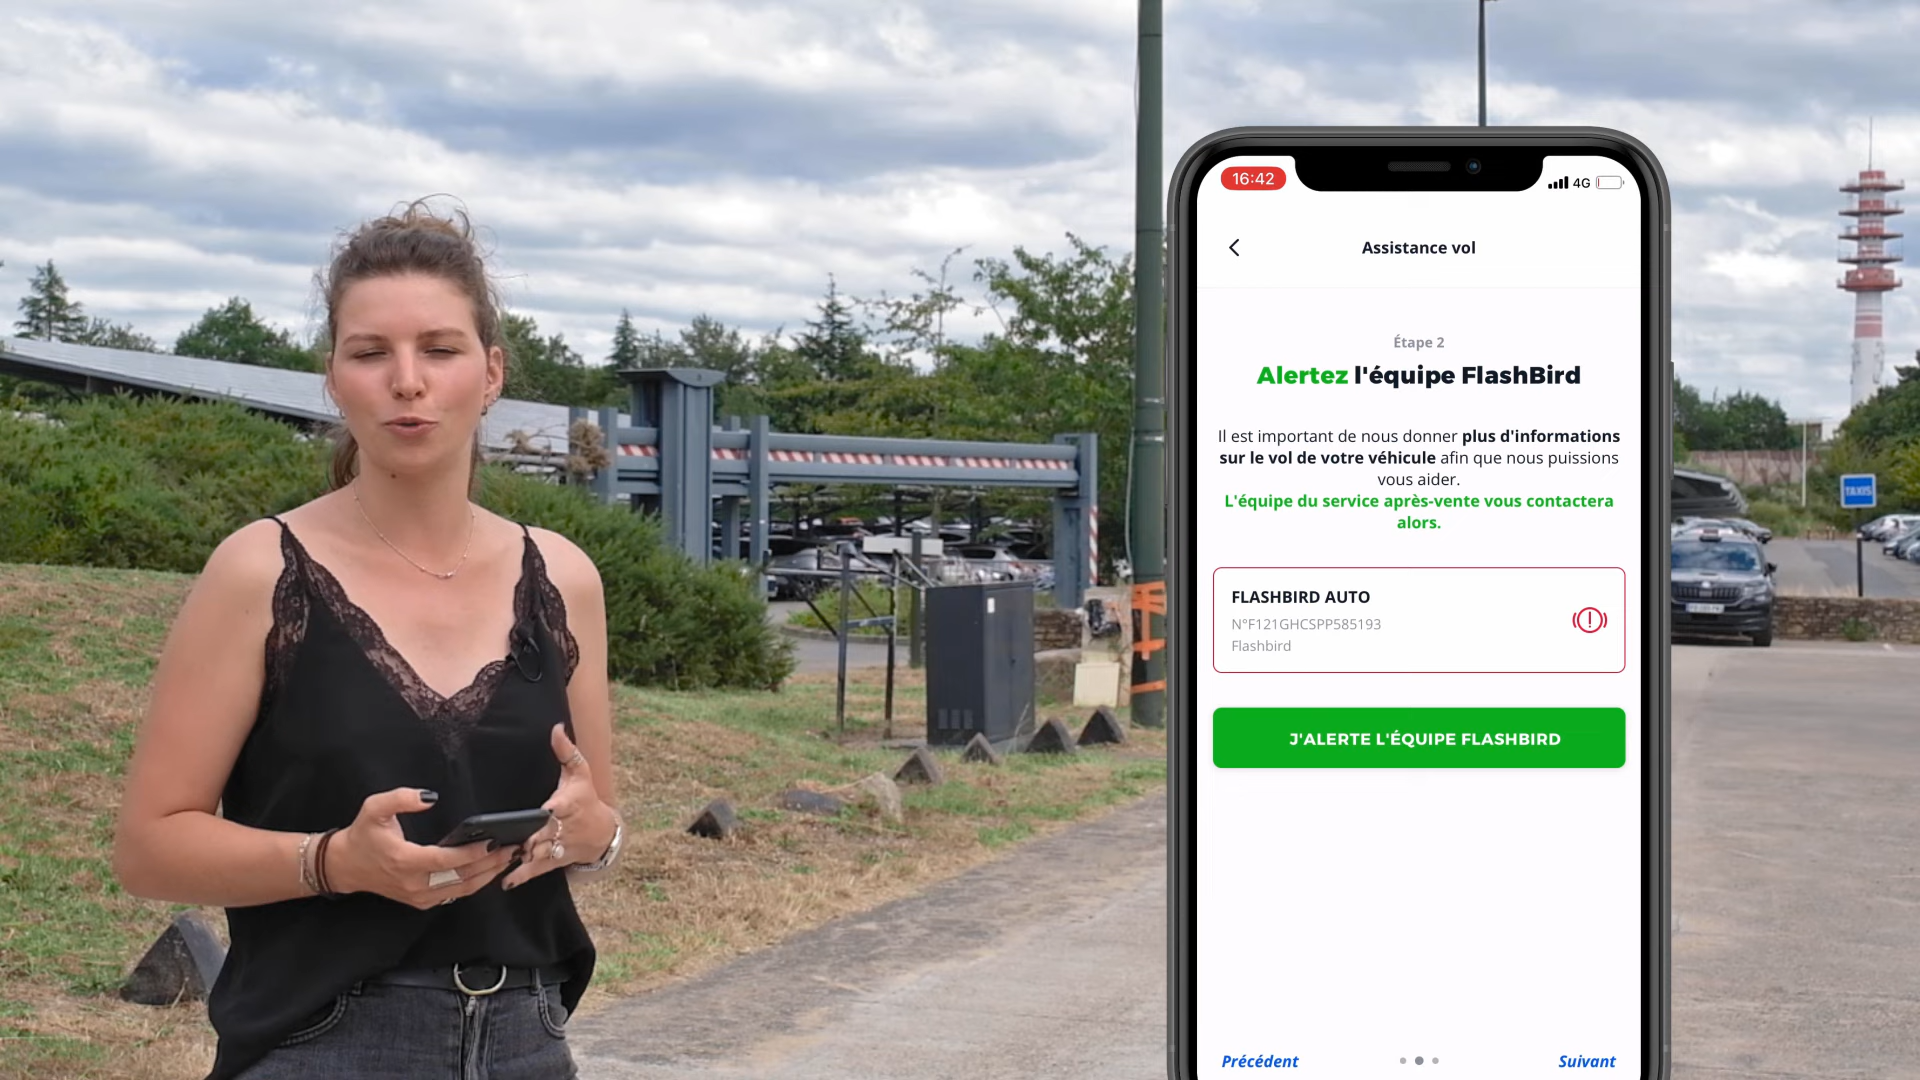 16:42
4G
Assistance vol
Étape 2
Alertez l'équipe FlashBird
Il est important de nous donner plus d'informations
sur le vol de votre véhicule afin que nous puissions
vous aider.
L'équipe du service après-vente vous contactera
alors.
FLASHBIRD AUTO
N°F121GHCSPP585193
Flashbird
J'ALERTE L'ÉQUIPE FLASHBIRD
Précédent
Suivant
TAXIS